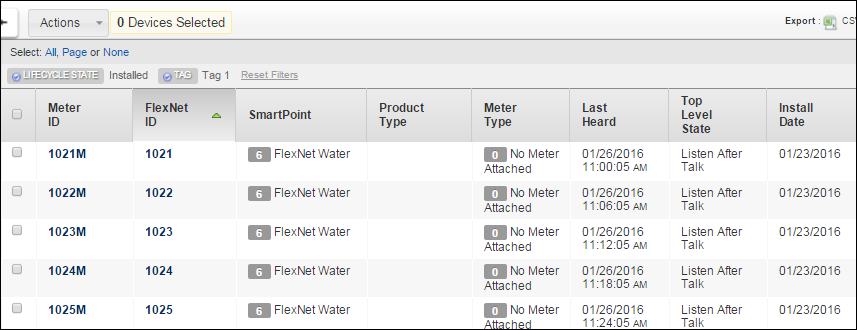 Actions 0 Devices Selected Export : CS
Select: All, Page or None
LIFECYCLE STATE Installed TAG Tag 1 Reset Filters
Meter ID FlexNet ID SmartPoint Product Type Meter Type Last Heard Top Level State Install Date
1021M 1021 6 FlexNet Water 0 No Meter Attached 01/26/2016 11:00:05 AM Listen After Talk 01/23/2016
1022M 1022 6 FlexNet Water 0 No Meter Attached 01/26/2016 11:06:05 AM Listen After Talk 01/23/2016
1023M 1023 6 FlexNet Water 0 No Meter Attached 01/26/2016 11:12:05 AM Listen After Talk 01/23/2016
1024M 1024 6 FlexNet Water 0 No Meter Attached 01/26/2016 11:18:05 AM Listen After Talk 01/23/2016
1025M 1025 6 FlexNet Water 0 No Meter Attached 01/26/2016 11:24:05 AM Listen After Talk 01/23/2016